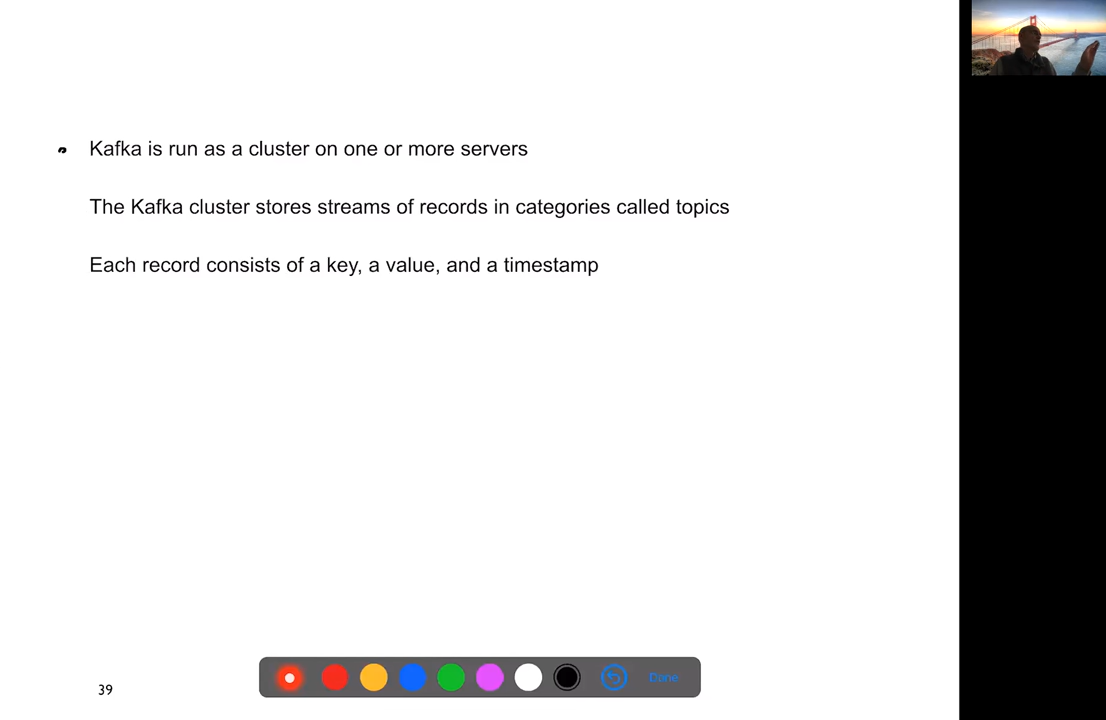 Kafka is run as a cluster on one or more servers
The Kafka cluster stores streams of records in categories called topics
Each record consists of a key, a value, and a timestamp
Done
39